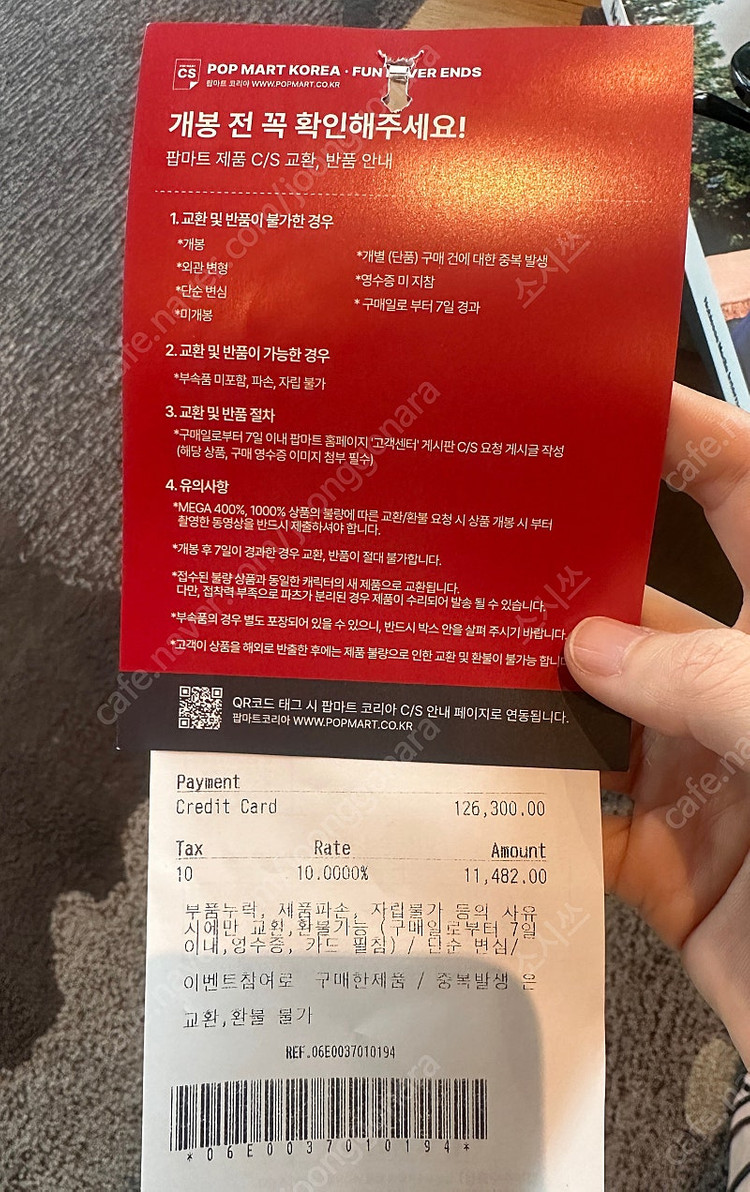 CS POP MART KOREA · FUN NEVER ENDS
팝마트 코리아 WWW.POPMART.CO.KR
개봉 전 꼭 확인해주세요!
팝마트 제품 C/S 교환, 반품 안내
1. 교환 및 반품이 불가한 경우
*개봉
*외관 변형
*단순 변심
*미개봉
*개별 (단품) 구매 건에 대한 중복 발생
*영수증 미 지참
* 구매일로 부터 7일 경과
2. 교환 및 반품이 가능한 경우
*부속품 미포함, 파손, 자립 불가
3. 교환 및 반품 절차
*구매일로부터 7일 이내 팝마트 홈페이지 '고객센터' 게시판 C/S 요청 게시글 작성
(해당 상품, 구매 영수증 이미지 첨부 필수)
4. 유의사항
*MEGA 400%, 1000% 상품의 불량에 따른 교환/환불 요청 시 상품 개봉 시 부터
촬영한 동영상을 반드시 제출하셔야 합니다.
*개봉 후 7일이 경과한 경우 교환, 반품이 절대 불가합니다.
*접수된 불량 상품과 동일한 캐릭터의 새 제품으로 교환됩니다.
다만, 접착력 부족으로 파츠가 분리된 경우 제품이 수리되어 발송 될 수 있습니다.
*부속품의 경우 별도 포장되어 있을 수 있으니, 반드시 박스 안을 살펴 주시기 바랍니다.
*고객이 상품을 해외로 반출한 후에는 제품 불량으로 인한 교환 및 환불이 불가능 합니
QR코드 태그 시 팝마트 코리아 C/S 안내 페이지로 연동됩니다.
팝마트코리아 WWW.POPMART.CO.KR
Payment
Credit Card 126,300.00
Tax Rate Amount
10 10.0000% 11,482.00
부품누락, 제품파손, 자립불가 등의 사유
시에만 교환,환불가능 (구매일로부터 7일
이내,영수증, 카드 필참) / 단순 변심/
이벤트참여로 구매한제품 / 중복발생 은
교환,환불 불가
REF.06E0037010194
*06E0037010194*
cafe.naver.com/joonggonara
소시쓰